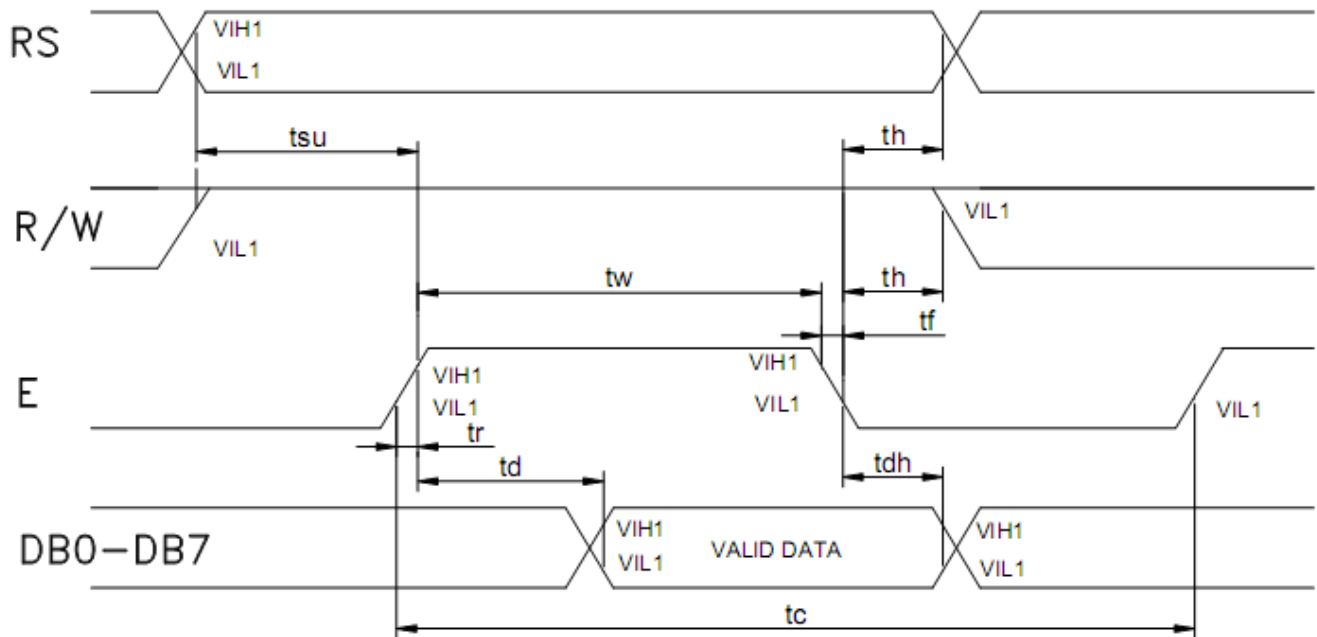 RS
VIH1
VIL1
tsu
th
R/W
VIL1
VIL1
tw
th
tf
E
VIH1
VIL1
VIH1
VIL1
VIL1
tr
td
tdh
DB0-DB7
VIH1
VIL1
VALID DATA
VIH1
VIL1
tc